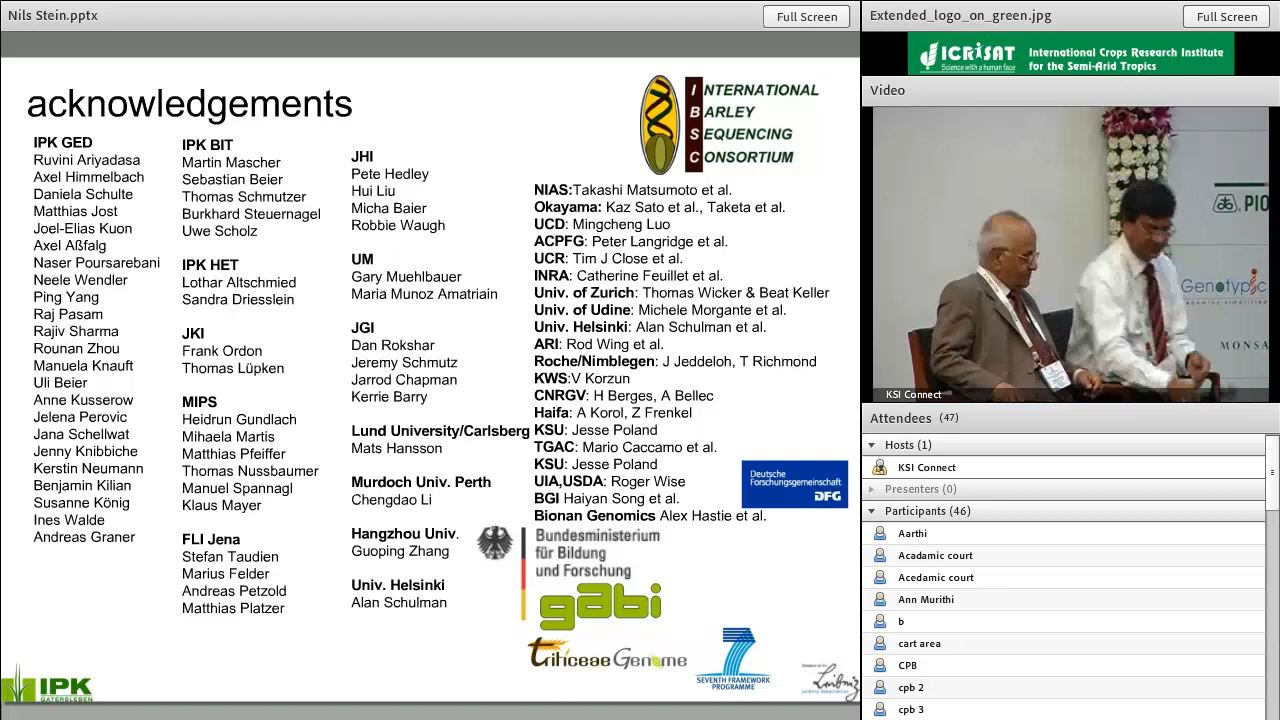 Nils Stein.pptx
Full Screen
acknowledgements
IPK GED
Ruvini Ariyadasa
Axel Himmelbach
Daniela Schulte
Matthias Jost
Joel-Elias Kuon
Axel Aßfalg
Naser Poursarebani
Neele Wendler
Ping Yang
Raj Pasam
Rajiv Sharma
Rounan Zhou
Manuela Knauft
Uli Beier
Anne Kusserow
Jelena Perovic
Jana Schellwat
Jenny Knibbiche
Kerstin Neumann
Benjamin Kilian
Susanne König
Ines Walde
Andreas Graner
IPK BIT
Martin Mascher
Sebastian Beier
Thomas Schmutzer
Burkhard Steuernagel
Uwe Scholz
IPK HET
Lothar Altschmied
Sandra Driesslein
JKI
Frank Ordon
Thomas Lüpken
MIPS
Heidrun Gundlach
Mihaela Martis
Matthias Pfeiffer
Thomas Nussbaumer
Manuel Spannagl
Klaus Mayer
FLI Jena
Stefan Taudien
Marius Felder
Andreas Petzold
Matthias Platzer
JHI
Pete Hedley
Hui Liu
Micha Baier
Robbie Waugh
UM
Gary Muehlbauer
Maria Munoz Amatriain
JGI
Dan Rokshar
Jeremy Schmutz
Jarrod Chapman
Kerrie Barry
Lund University/Carlsberg
Mats Hansson
Murdoch Univ. Perth
Chengdao Li
Hangzhou Univ.
Guoping Zhang
Univ. Helsinki
Alan Schulman
INTERNATIONAL
BARLEY
SEQUENCING
CONSORTIUM
NIAS:Takashi Matsumoto et al.
Okayama: Kaz Sato et al., Taketa et al.
UCD: Mingcheng Luo
ACPFG: Peter Langridge et al.
UCR: Tim J Close et al.
INRA: Catherine Feuillet et al.
Univ. of Zurich: Thomas Wicker & Beat Keller
Univ. of Udine: Michele Morgante et al.
Univ. Helsinki: Alan Schulman et al.
ARI: Rod Wing et al.
Roche/Nimblegen: J Jeddeloh, T Richmond
KWS:V Korzun
CNRGV: H Berges, A Bellec
Haifa: A Korol, Z Frenkel
KSU: Jesse Poland
TGAC: Mario Caccamo et al.
KSU: Jesse Poland
UIA,USDA: Roger Wise
BGI Haiyan Song et al.
Bionan Genomics Alex Hastie et al.
Deutsche
Forschungsgemeinschaft
DFG
Bundesministerium
für Bildung
und Forschung
gabi
Triticeae Genome
7
SEVENTH FRAMEWORK
PROGRAMME
Leibniz
IPK
GATERSLEBEN
Extended_logo_on_green.jpg
Full Screen
ICRISAT
Science with a human face
International Crops Research Institute
for the Semi-Arid Tropics
Video
PIO
Genotypic
MONSA
KSI Connect
Attendees (47)
Hosts (1)
KSI Connect
Presenters (0)
Participants (46)
Aarthi
Acadamic court
Acedamic court
Ann Murithi
b
cart area
CPB
cpb 2
cpb 3